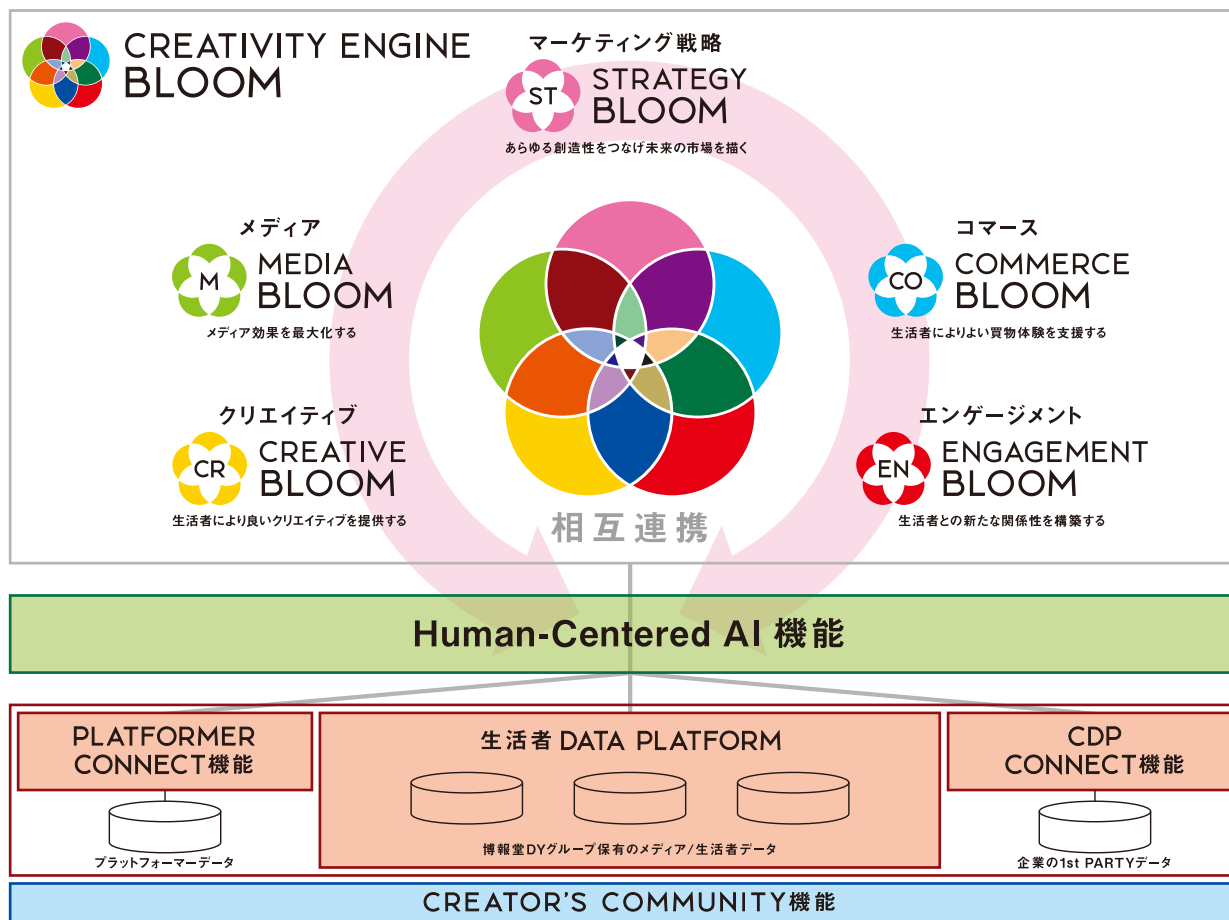 CREATIVITY ENGINE
BLOOM
マーケティング戦略
ST
STRATEGY
BLOOM
あらゆる創造性をつなげ未来の市場を描く
メディア
M
MEDIA
BLOOM
メディア効果を最大化する
コマース
CO
COMMERCE
BLOOM
生活者によりよい買物体験を支援する
クリエイティブ
CR
CREATIVE
BLOOM
生活者により良いクリエイティブを提供する
エンゲージメント
EN
ENGAGEMENT
BLOOM
生活者との新たな関係性を構築する
相互連携
Human-Centered AI 機能
PLATFORMER
CONNECT機能
プラットフォーマーデータ
生活者 DATA PLATFORM
博報堂DYグループ保有のメディア/生活者データ
CDP
CONNECT機能
企業の1st PARTYデータ
CREATOR'S COMMUNITY機能